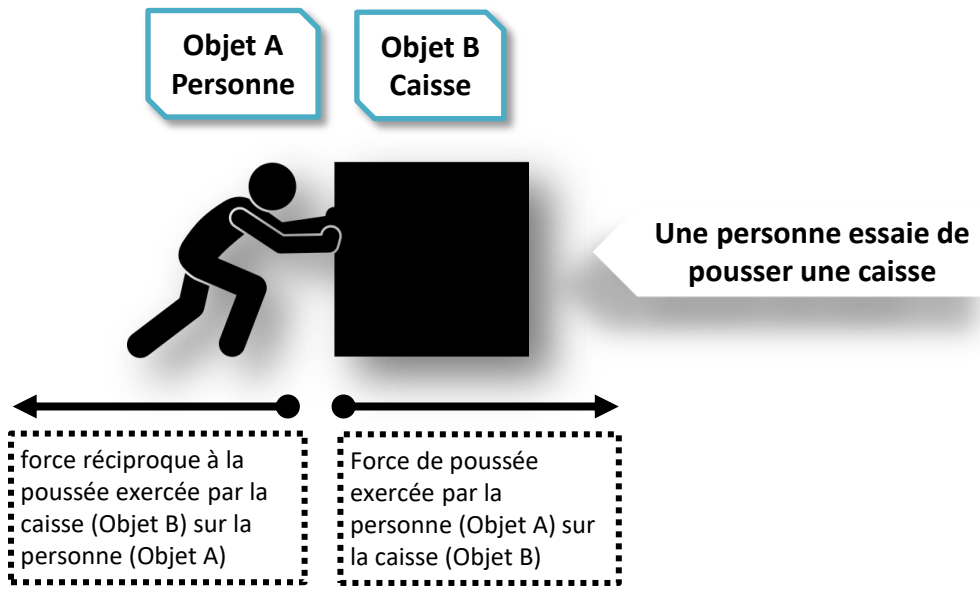 Objet A
Personne
Objet B
Caisse
Une personne essaie de
pousser une caisse
force réciproque à la
poussée exercée par la
caisse (Objet B) sur la
personne (Objet A)
Force de poussée
exercée par la
personne (Objet A) sur
la caisse (Objet B)